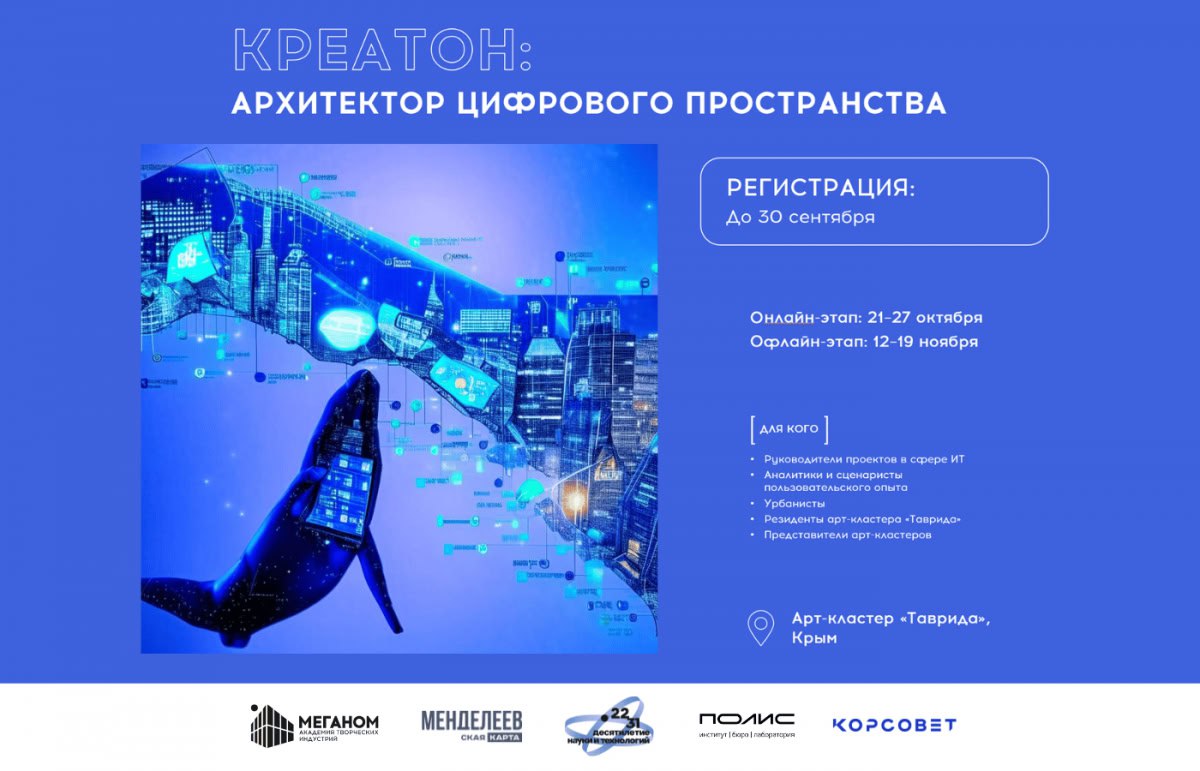 КРЕАТОН:
АРХИТЕКТОР ЦИФРОВОГО ПРОСТРАНСТВА
РЕГИСТРАЦИЯ:
До 30 сентября
Онлайн-этап: 21–27 октября
Офлайн-этап: 12–19 ноября
[ для кого ]
• Руководители проектов в сфере ИТ
• Аналитики и сценаристы
пользовательского опыта
• Урбанисты
• Резиденты арт-кластера «Таврида»
• Представители арт-кластеров
Арт-кластер «Таврида»,
Крым
МЕГАНОМ
АКАДЕМИЯ ТВОРЧЕСКИХ
ИНДУСТРИЙ
МЕНДЕЛЕЕВ
СКАЯ КАРТА
22
31
десятилетие
науки и технологий
ПОЛИС
институт | бюро | лаборатория
КОРСОВЕТ